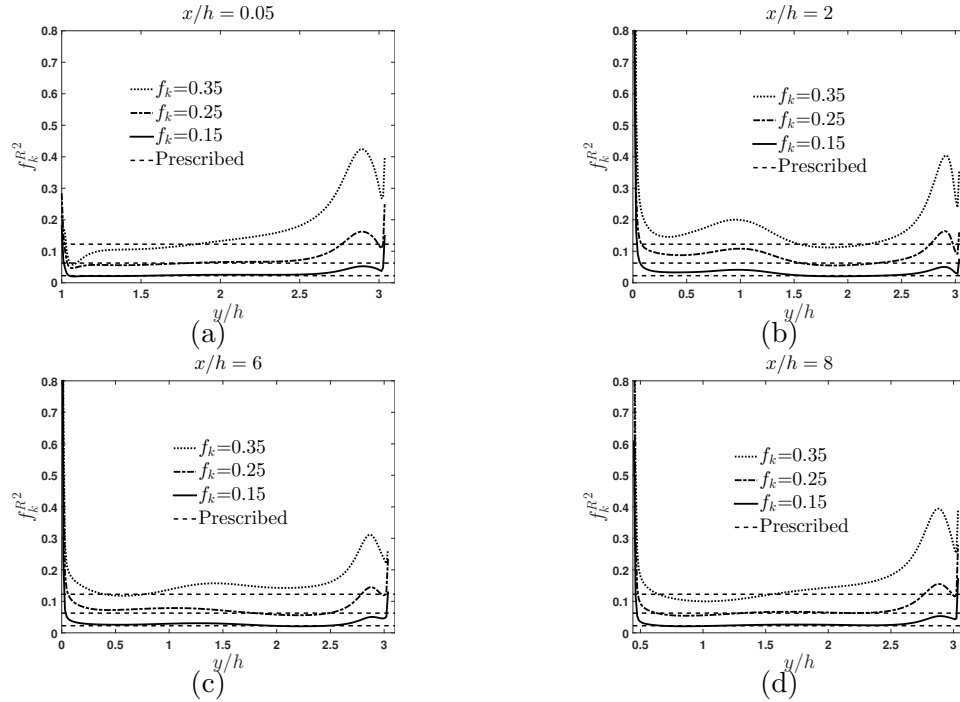 x/h = 0.05
0.8
0.7
0.6
0.5
0.4
0.3
0.2
0.1
0
f_k^{R^2}
f_k=0.35
f_k=0.25
f_k=0.15
Prescribed
1 1.5 2 2.5 3
y/h
(a)
x/h = 2
0.8
0.7
0.6
0.5
0.4
0.3
0.2
0.1
0
f_k^{R^2}
f_k=0.35
f_k=0.25
f_k=0.15
Prescribed
0 0.5 1 1.5 2 2.5 3
y/h
(b)
x/h = 6
0.8
0.7
0.6
0.5
0.4
0.3
0.2
0.1
0
f_k^{R^2}
f_k=0.35
f_k=0.25
f_k=0.15
Prescribed
0 0.5 1 1.5 2 2.5 3
y/h
(c)
x/h = 8
0.8
0.7
0.6
0.5
0.4
0.3
0.2
0.1
0
f_k^{R^2}
f_k=0.35
f_k=0.25
f_k=0.15
Prescribed
0.5 1 1.5 2 2.5 3
y/h
(d)